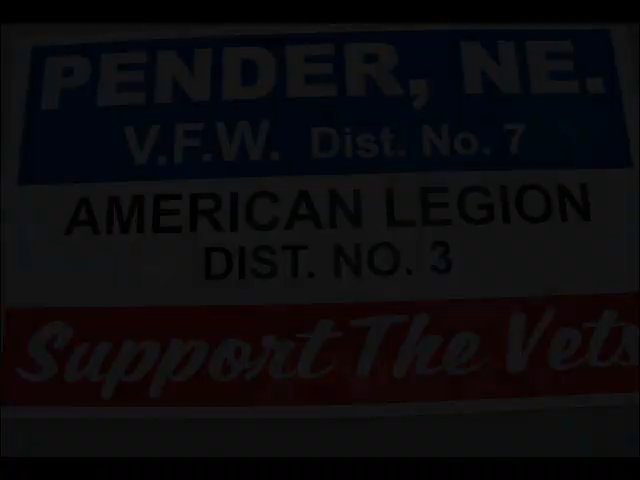 PENDER, NE.
V.F.W. Dist. No. 7
AMERICAN LEGION
DIST. NO. 3
Support The Vets